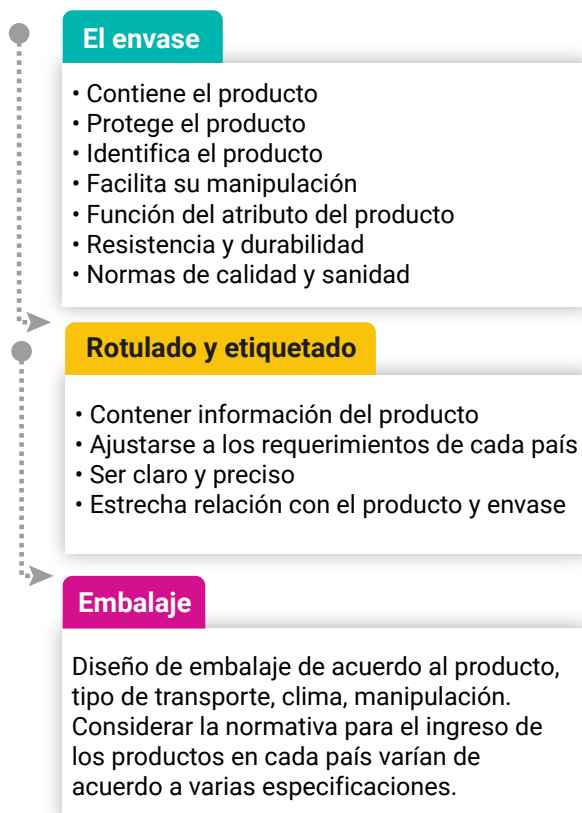 El envase
• Contiene el producto
• Protege el producto
• Identifica el producto
• Facilita su manipulación
• Función del atributo del producto
• Resistencia y durabilidad
• Normas de calidad y sanidad
Rotulado y etiquetado
• Contener información del producto
• Ajustarse a los requerimientos de cada país
• Ser claro y preciso
• Estrecha relación con el producto y envase
Embalaje
Diseño de embalaje de acuerdo al producto,
tipo de transporte, clima, manipulación.
Considerar la normativa para el ingreso de
los productos en cada país varían de
acuerdo a varias especificaciones.